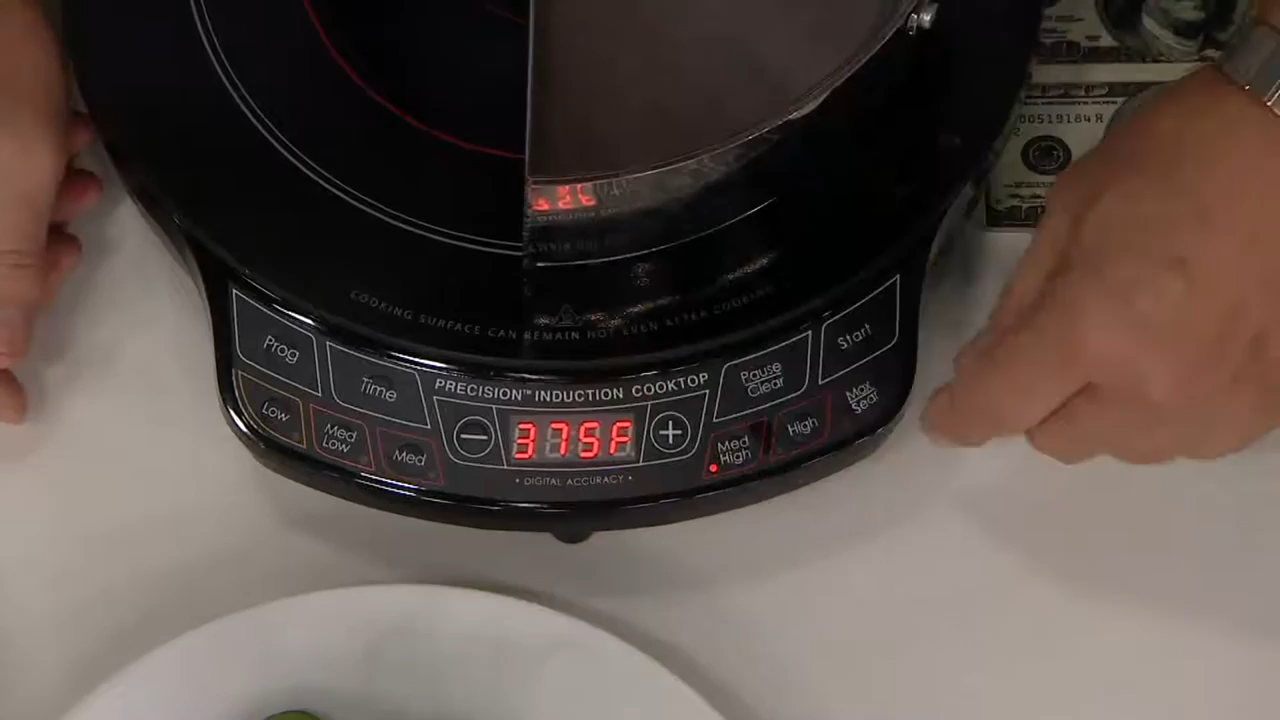 00519184 A
COOKING SURFACE CAN REMAIN HOT EVEN AFTER COOKING
Prog
Time
PRECISION™ INDUCTION COOKTOP
Pause
Clear
Start
Low
Med
Low
Med
−
375F
+
Med
High
High
Max
Sear
• DIGITAL ACCURACY •